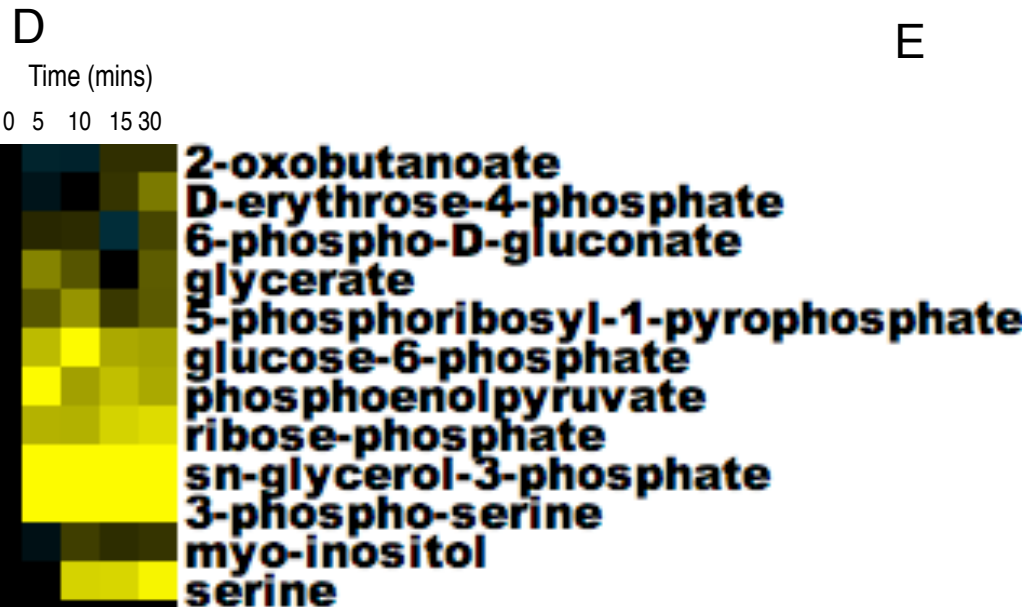 D
E
Time (mins)
0 5 10 15 30
2-oxobutanoate
D-erythrose-4-phosphate
6-phospho-D-gluconate
glycerate
5-phosphoribosyl-1-pyrophosphate
glucose-6-phosphate
phosphoenolpyruvate
ribose-phosphate
sn-glycerol-3-phosphate
3-phospho-serine
myo-inositol
serine